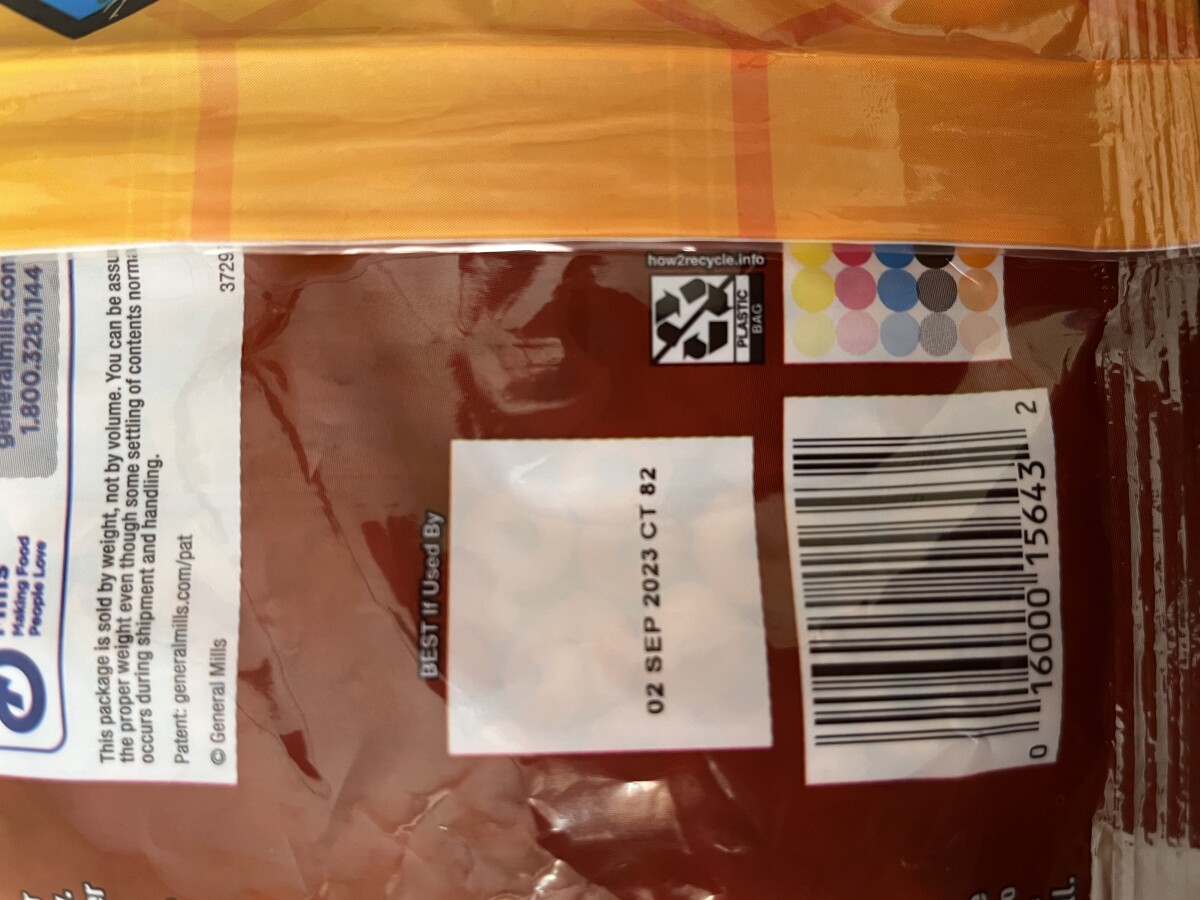 generalmills.com
1.800.328.1144
Making Food
People Love
This package is sold by weight, not by volume. You can be
the proper weight even though some settling of contents
occurs during shipment and handling.
Patent: generalmills.com/pat
© General Mills
3729
BEST If Used By
02 SEP 2023 CT 82
how2recycle.info
PLASTIC
BAG
0 16000 15643 2